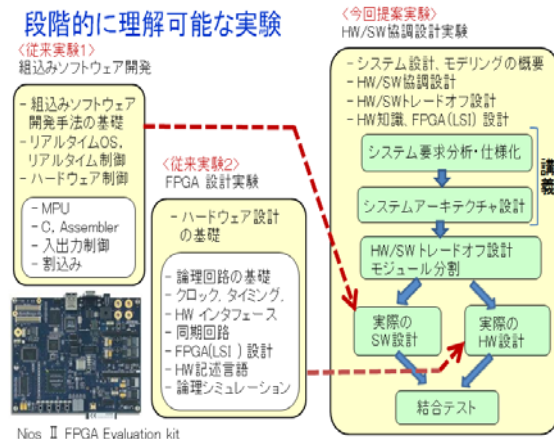 段階的に理解可能な実験
<従来実験1>
組込みソフトウェア開発
- 組込みソフトウェア
開発手法の基礎
- リアルタイムOS,
リアルタイム制御
- ハードウェア制御
- MPU
- C, Assembler
- 入出力制御
- 割込み
Nios Ⅱ FPGA Evaluation kit
<従来実験2>
FPGA 設計実験
- ハードウェア設計
の基礎
- 論理回路の基礎
- クロック, タイミング,
- HW インタフェース
- 同期回路
- FPGA(LSI ) 設計
- HW記述言語
- 論理シミュレーション
<今回提案実験>
HW/SW協調設計実験
- システム設計、モデリングの概要
- HW/SW協調設計
- HW/SWトレードオフ設計
- HW知識、FPGA(LSI) 設計
システム要求分析・仕様化
システムアーキテクチャ設計
HW/SWトレードオフ設計
モジュール分割
講義
実際の
SW設計
実際の
HW設計
結合テスト